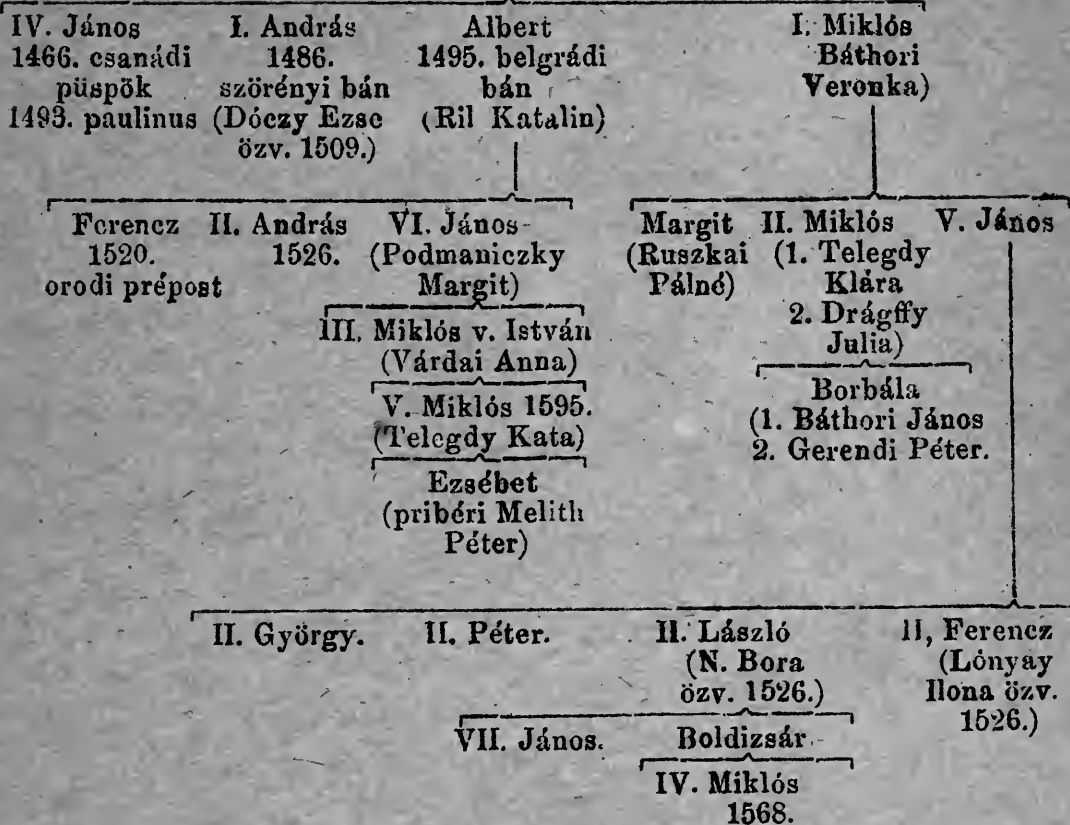 IV. János I. András Albert I. Miklós
1466. csanádi 1486. 1495. belgrádi Báthori
püspök szörényi bán bán Veronka)
1493. paulinus (Dóczy Ezse (Ril Katalin)
özv. 1509.)
Ferencz II. András VI. János Margit II. Miklós V. János
1520. 1526. (Podmaniczky (Ruszkai (1. Telegdy
orodi prépost Margit) Pálné) Klára
2. Drágffy
III. Miklós v. István Julia)
(Várdai Anna) Borbála
V. Miklós 1595. (1. Báthori János
(Telegdy Kata) 2. Gerendi Péter.
Ezsébet
(pribéri Melith
Péter)
II. György. II. Péter. II. László II, Ferencz
(N. Bora (Lónyay
özv. 1526.) Ilona özv.
1526.)
VII. János. Boldizsár
IV. Miklós
1568.